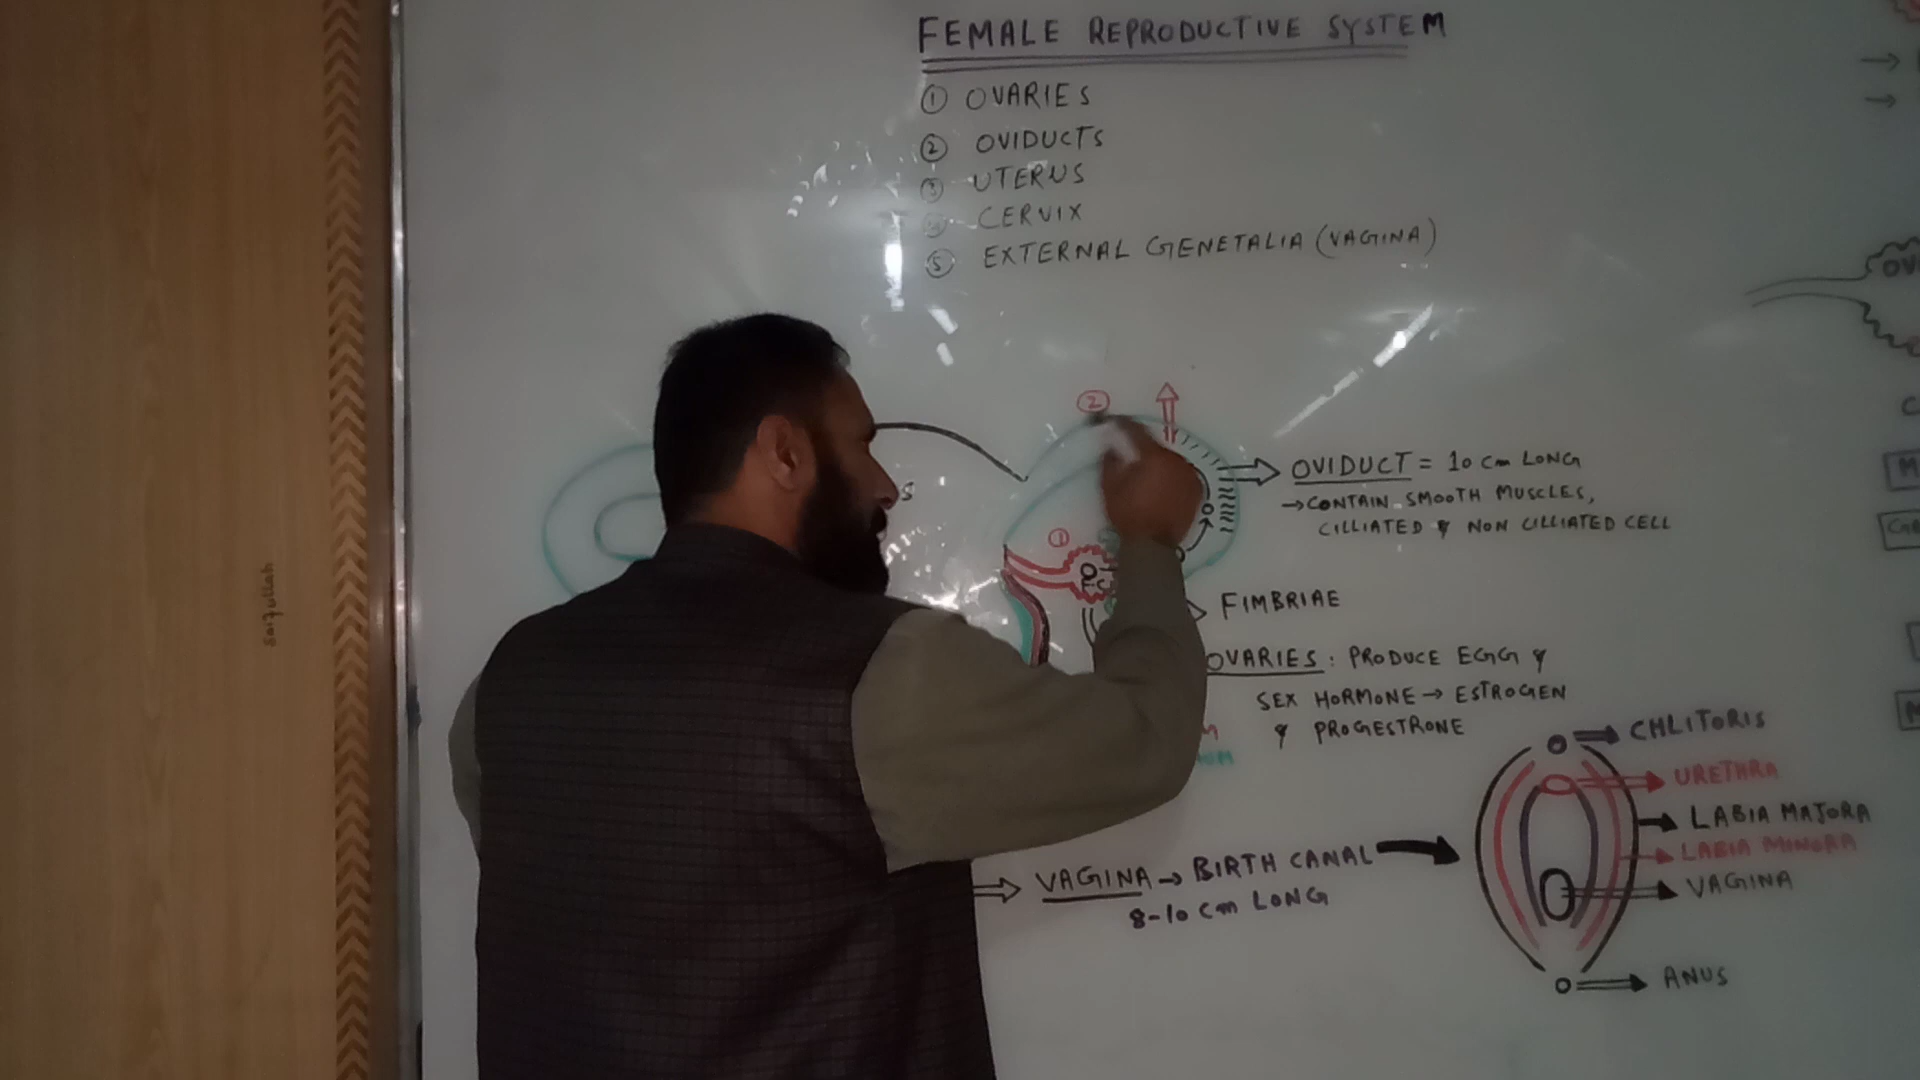 FEMALE REPRODUCTIVE SYSTEM
① OVARIES
② OVIDUCTS
③ UTERUS
CERVIX
⑤ EXTERNAL GENETALIA (VAGINA)
②
OVIDUCT = 10 cm LONG
→ CONTAIN SMOOTH MUSCLES,
CILLIATED & NON CILLIATED CELL
①
FIMBRIAE
OVARIES : PRODUCE EGG &
SEX HORMONE → ESTROGEN
& PROGESTRONE
CHLITORIS
URETHRA
LABIA MAJORA
LABIA MINORA
VAGINA
ANUS
VAGINA → BIRTH CANAL
8-10 cm LONG
saifullah
OV